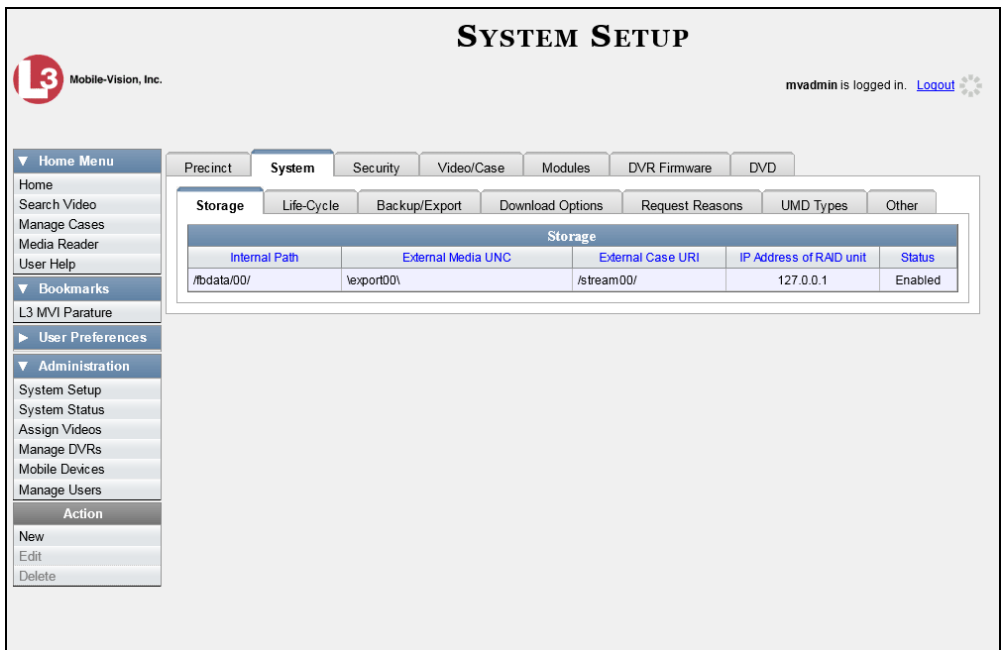 SYSTEM SETUP
L3 Mobile-Vision, Inc.
mvadmin is logged in. Logout
▼ Home Menu
Home
Search Video
Manage Cases
Media Reader
User Help
▼ Bookmarks
L3 MVI Parature
► User Preferences
▼ Administration
System Setup
System Status
Assign Videos
Manage DVRs
Mobile Devices
Manage Users
Action
New
Edit
Delete
Precinct System Security Video/Case Modules DVR Firmware DVD
Storage Life-Cycle Backup/Export Download Options Request Reasons UMD Types Other
Storage
Internal Path External Media UNC External Case URI IP Address of RAID unit Status
/fbdata/00/ \export00\ /stream00/ 127.0.0.1 Enabled